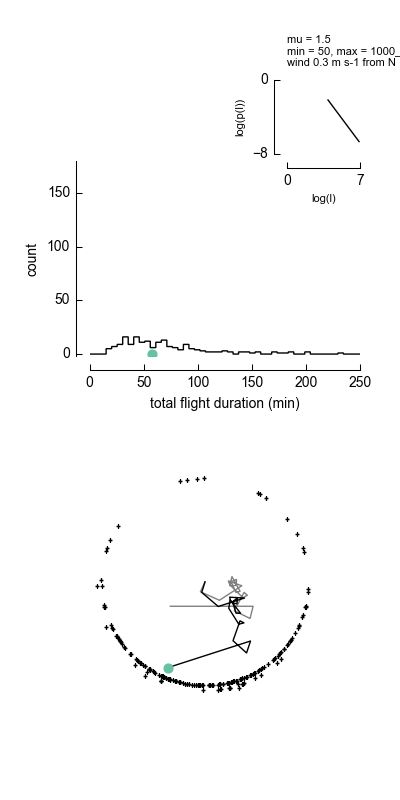 mu = 1.5
min = 50, max = 1000_
wind 0.3 m s-1 from N
0
log(p(l))
−8
0
7
log(l)
150
count
100
50
0
0
50
100
150
200
250
total flight duration (min)